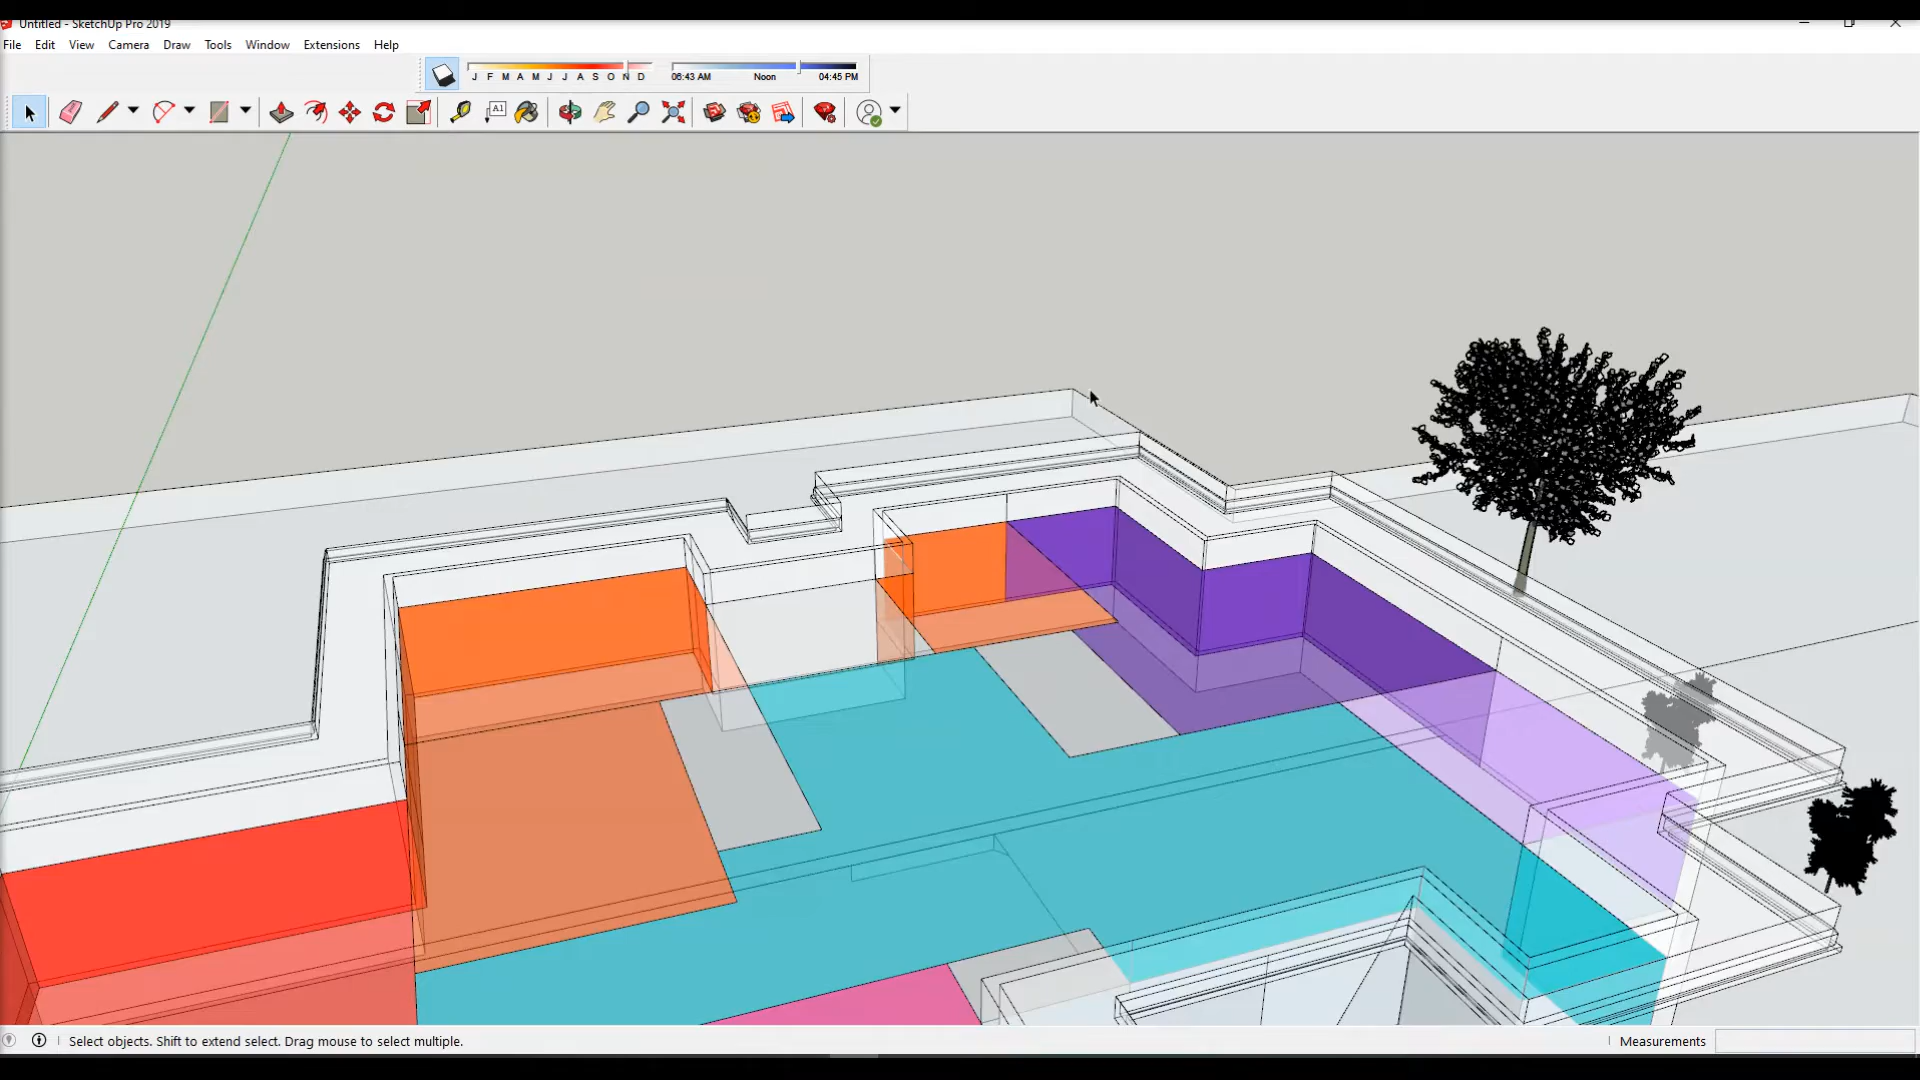 Untitled - SketchUp Pro 2019
File Edit View Camera Draw Tools Window Extensions Help
J F M A M J J A S O N D 06:43 AM Noon 04:45 PM
A1
Select objects. Shift to extend select. Drag mouse to select multiple. Measurements